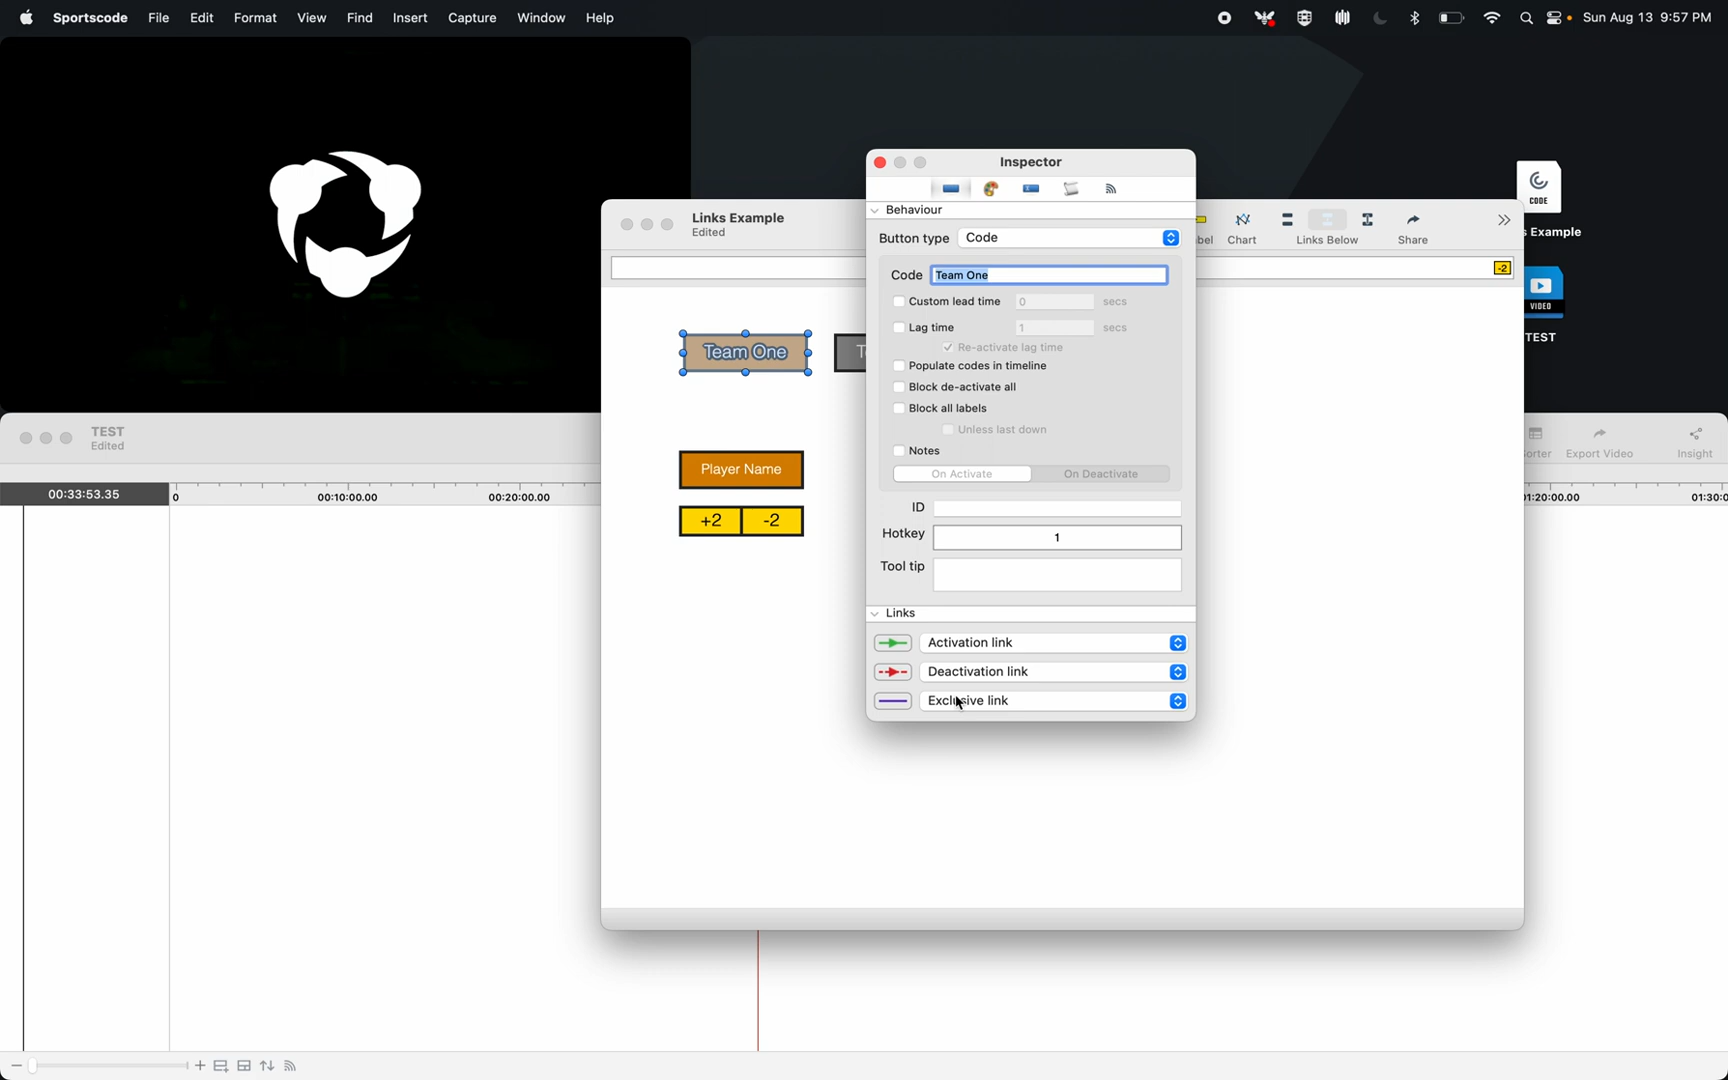 Sportscode File Edit Format View Find Insert Capture Window Help Sun Aug 13 9:57 PM
CODE
s Example
VIDEO
TEST
Links Example
Edited
bel Chart Links Below Share
-2
Team One
Player Name
+2 -2
Inspector
Behaviour
Button type Code
Code Team One
Custom lead time 0 secs
Lag time 1 secs
Re-activate lag time
Populate codes in timeline
Block de-activate all
Block all labels
Unless last down
Notes
On Activate On Deactivate
ID
Hotkey 1
Tool tip
Links
Activation link
Deactivation link
Exclusive link
TEST
Edited
orter Export Video Insight
00:33:53.35 0 00:10:00.00 00:20:00.00 01:20:00.00 01:30:0